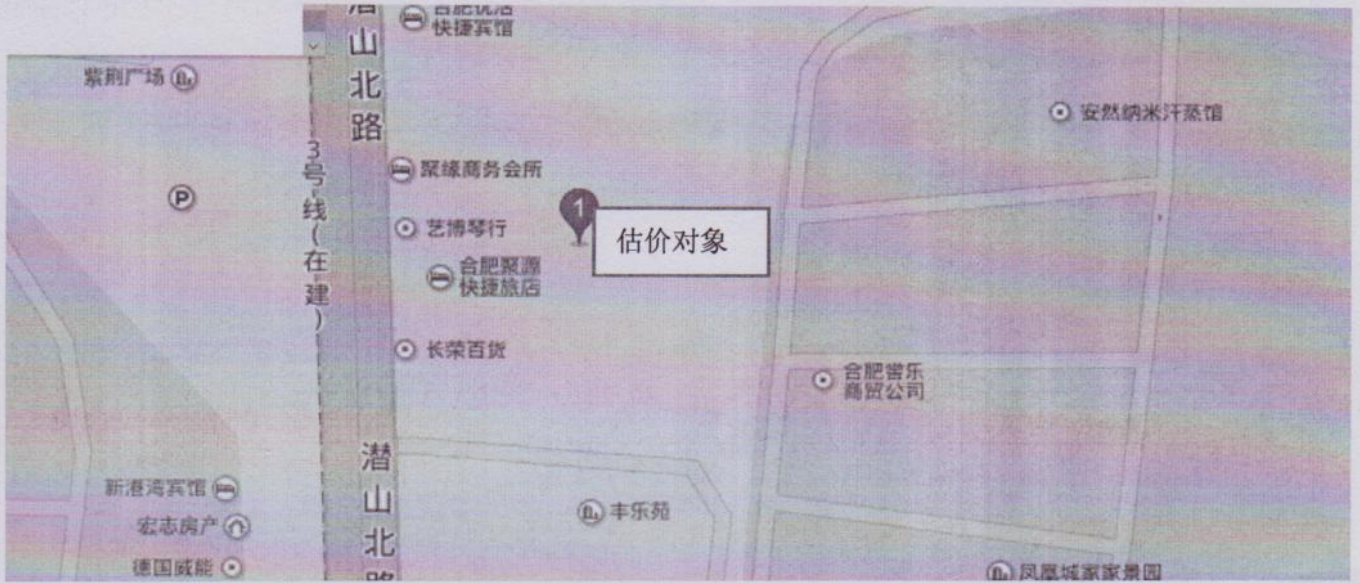 潜山北路
合肥优洁
快捷宾馆
紫荆广场
安然纳米汗蒸馆
3号线(在建)
聚缘商务会所
P
1
艺博琴行
估价对象
合肥聚源
快捷旅店
长荣百货
合肥喾乐
商贸公司
潜山北路
新港湾宾馆
宏志房产
丰乐苑
德国威能
凤凰城家家景园